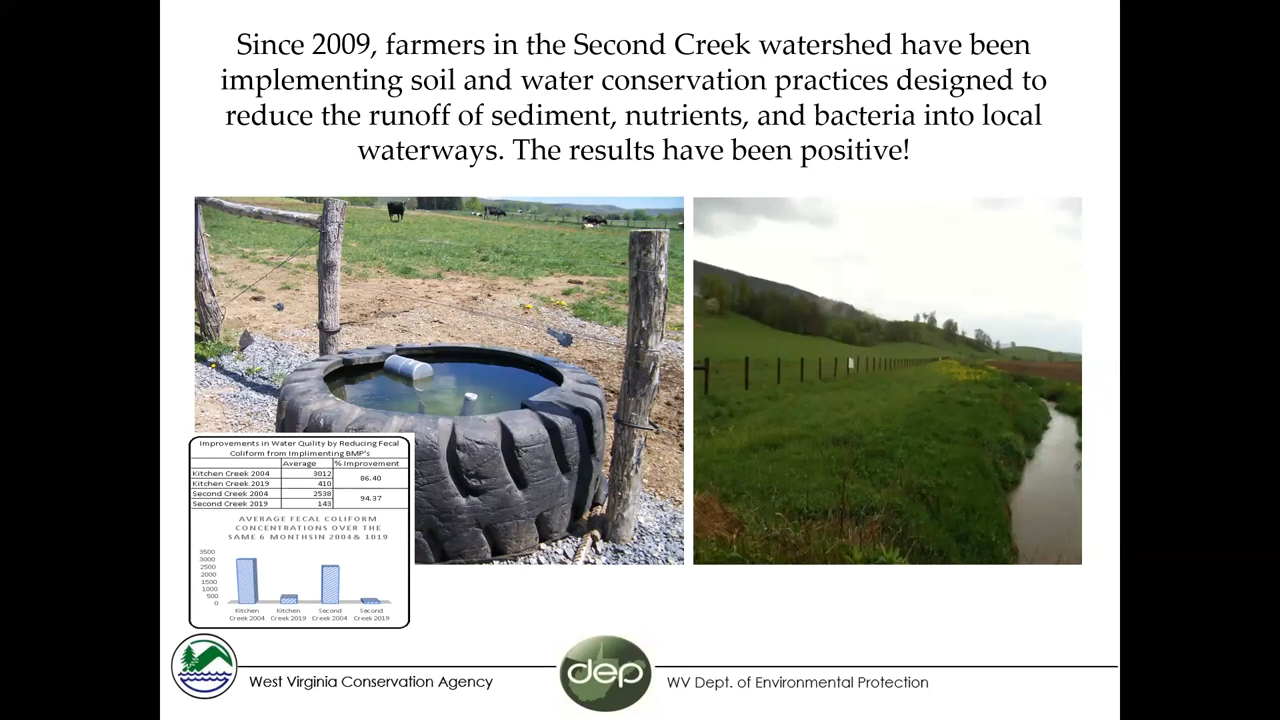 Since 2009, farmers in the Second Creek watershed have been
implementing soil and water conservation practices designed to
reduce the runoff of sediment, nutrients, and bacteria into local
waterways. The results have been positive!
Improvements in Water Quility by Reducing Fecal
Coliform from Implimenting BMP's
Average % Improvement
Kitchen Creek 2004 3012
86.40
Kitchen Creek 2019 410
Second Creek 2004 2538
94.37
Second Creek 2019 143
AVERAGE FECAL COLIFORM
CONCENTRATIONS OVER THE
SAME 6 MONTHSIN 2004& 1019
3500
3000
2500
2000
1500
1000
500
0
Kitchen Kitchen Second Second
Creek 2004 Creek 2019 Creek 2004 Creek 2019
West Virginia Conservation Agency
dep
WV Dept. of Environmental Protection